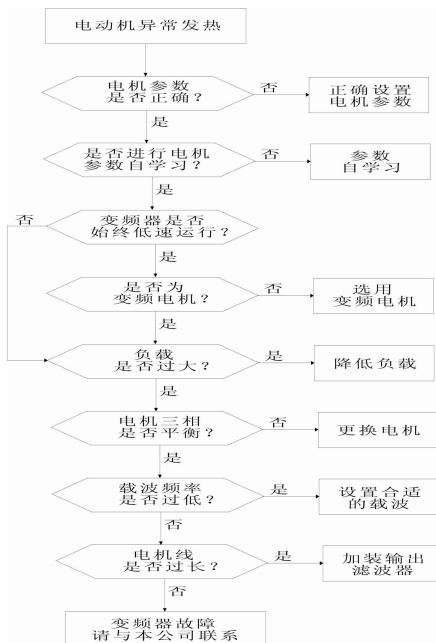 电动机异常发热
电机参数
是否正确？
否
正确设置
电机参数
是
是否进行电机
参数自学习？
否
参数
自学习
是
否
变频器是否
始终低速运行？
是
是否为
变频电机？
否
选用
变频电机
是
负载
是否过大？
是
降低负载
是
电机三相
是否平衡？
否
更换电机
是
载波频率
是否过低？
是
设置合适
的载波
否
电机线
是否过长？
是
加装输出
滤波器
否
变频器故障
请与本公司联系